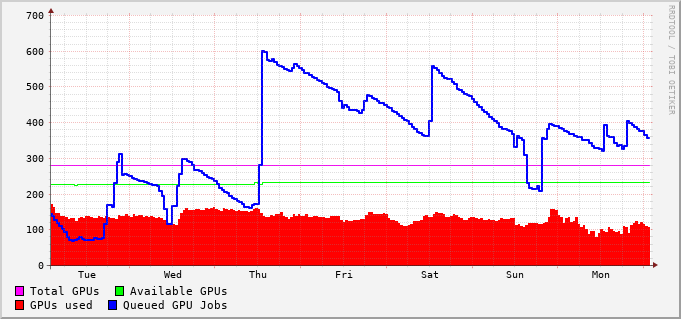 RRDTOOL / TOBI OETIKER
700
600
500
400
300
200
100
0
Tue Wed Thu Fri Sat Sun Mon
Total GPUs Available GPUs
GPUs used Queued GPU Jobs